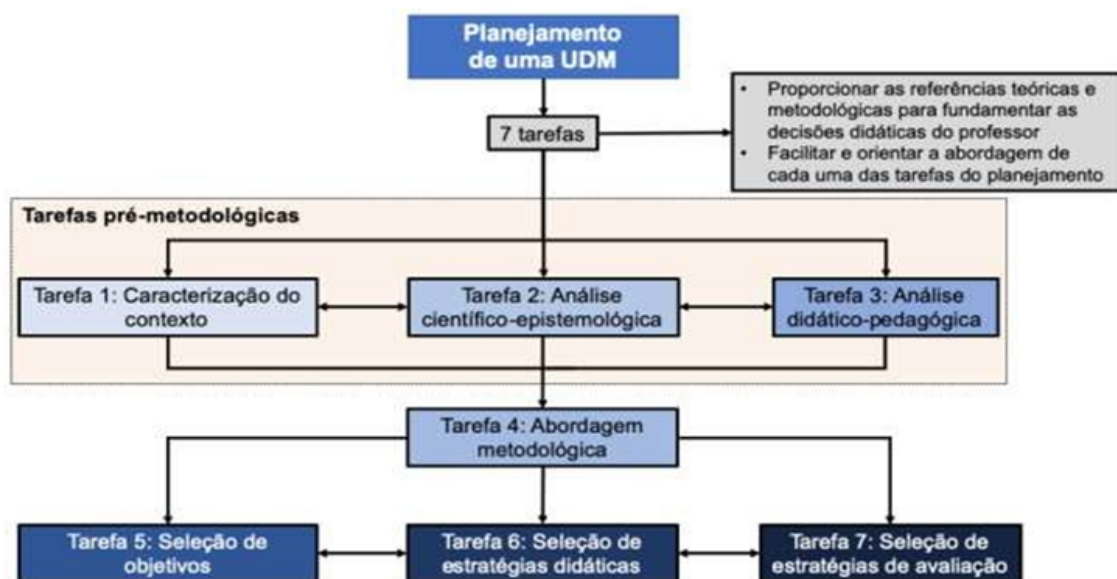 Planejamento
de uma UDM
7 tarefas
• Proporcionar as referências teóricas e
metodológicas para fundamentar as
decisões didáticas do professor
• Facilitar e orientar a abordagem de
cada uma das tarefas do planejamento
Tarefas pré-metodológicas
Tarefa 1: Caracterização do
contexto
Tarefa 2: Análise
científico-epistemológica
Tarefa 3: Análise
didático-pedagógica
Tarefa 4: Abordagem
metodológica
Tarefa 5: Seleção de
objetivos
Tarefa 6: Seleção de
estratégias didáticas
Tarefa 7: Seleção de
estratégias de avaliação